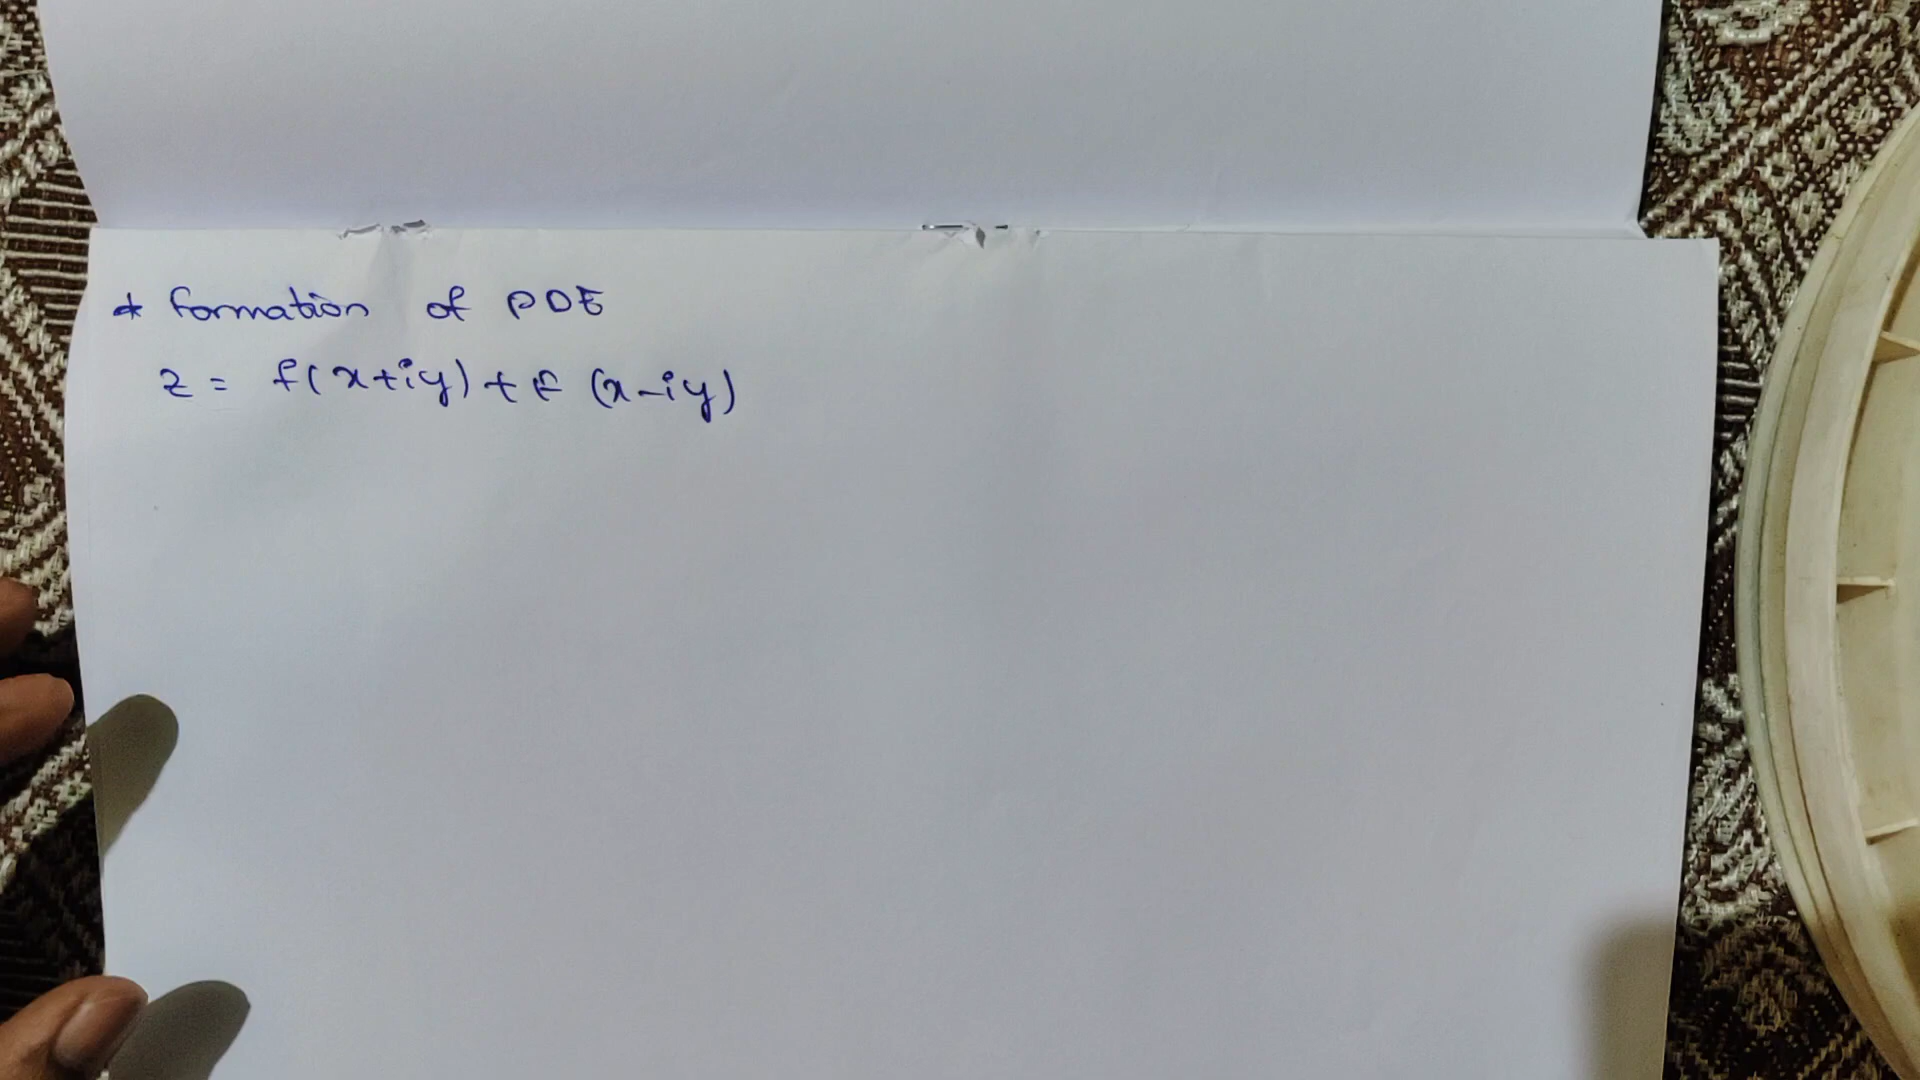 * formation of PDE
z = f(x+iy) + F (x-iy)